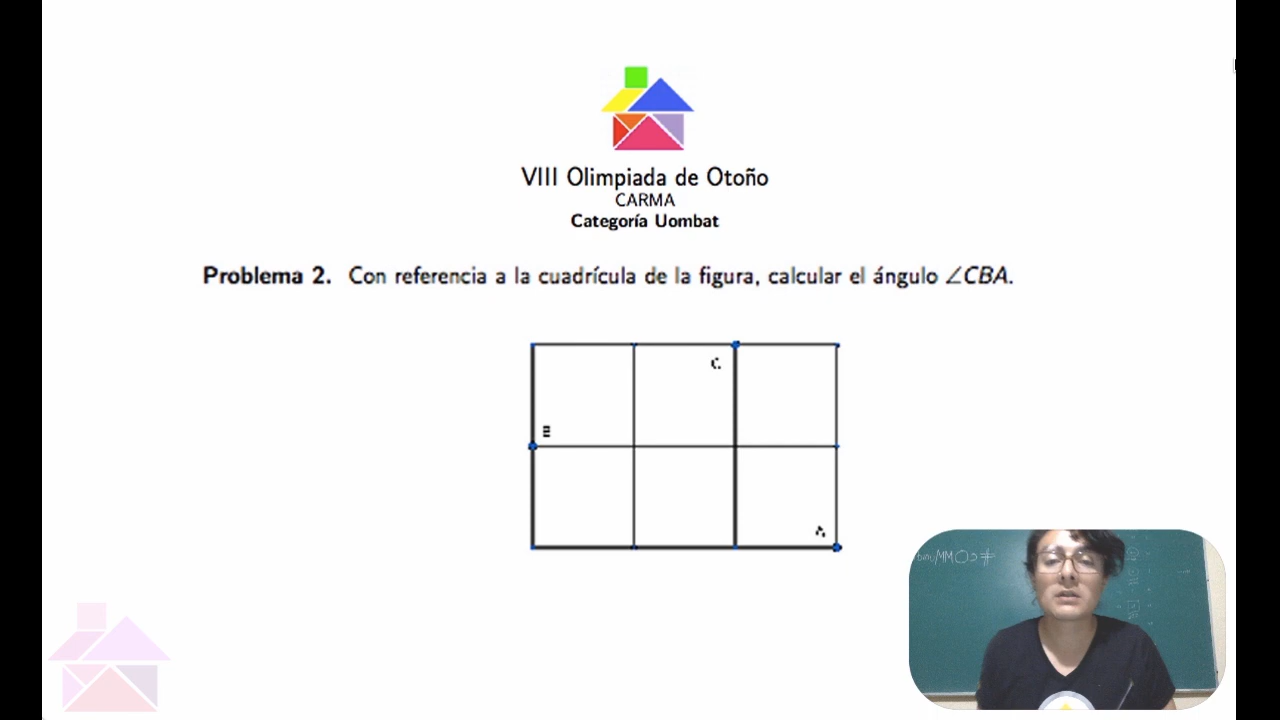 VIII Olimpiada de Otoño
CARMA
Categoría Uombat
Problema 2. Con referencia a la cuadrícula de la figura, calcular el ángulo ∠CBA.
C
B
A